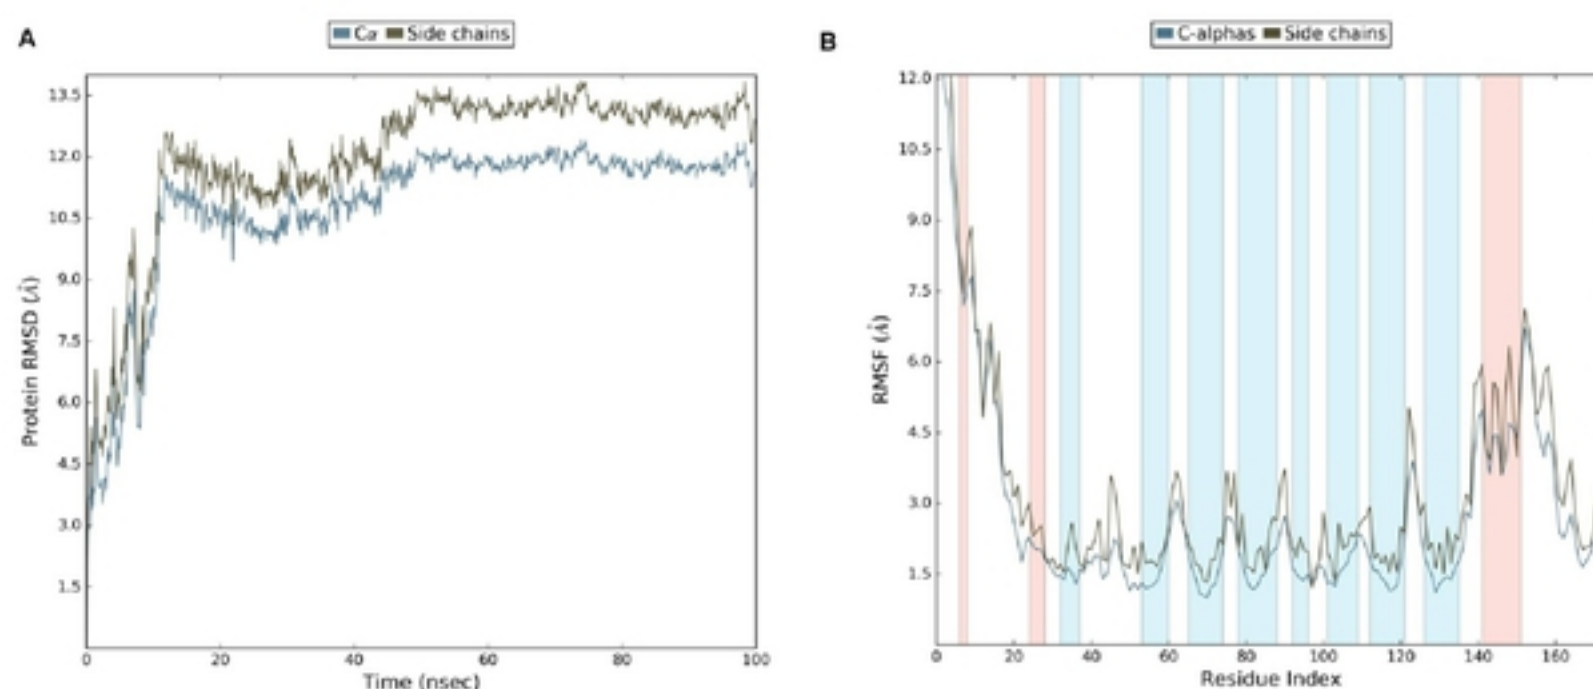 A
Cα Side chains
13.5
12.0
10.5
9.0
7.5
6.0
4.5
3.0
1.5
Protein RMSD (Å)
0 20 40 60 80 100
Time (nsec)
B
C-alphas Side chains
12.0
10.5
9.0
7.5
6.0
4.5
3.0
1.5
RMSF (Å)
0 20 40 60 80 100 120 140 160
Residue Index